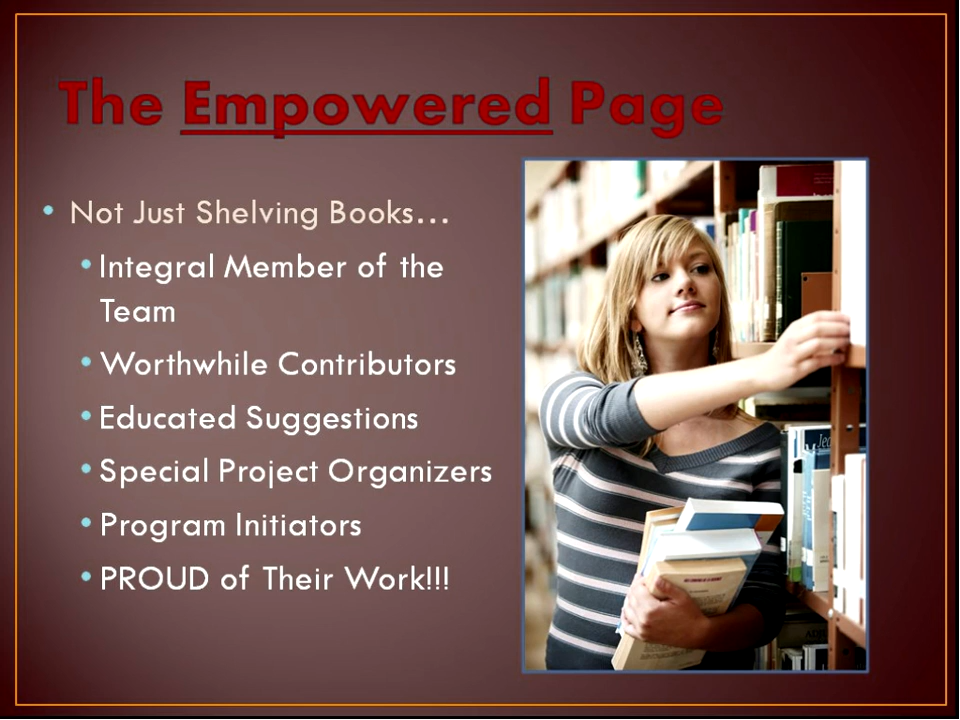 The Empowered Page
• Not Just Shelving Books…
• Integral Member of the
Team
• Worthwhile Contributors
• Educated Suggestions
• Special Project Organizers
• Program Initiators
• PROUD of Their Work!!!